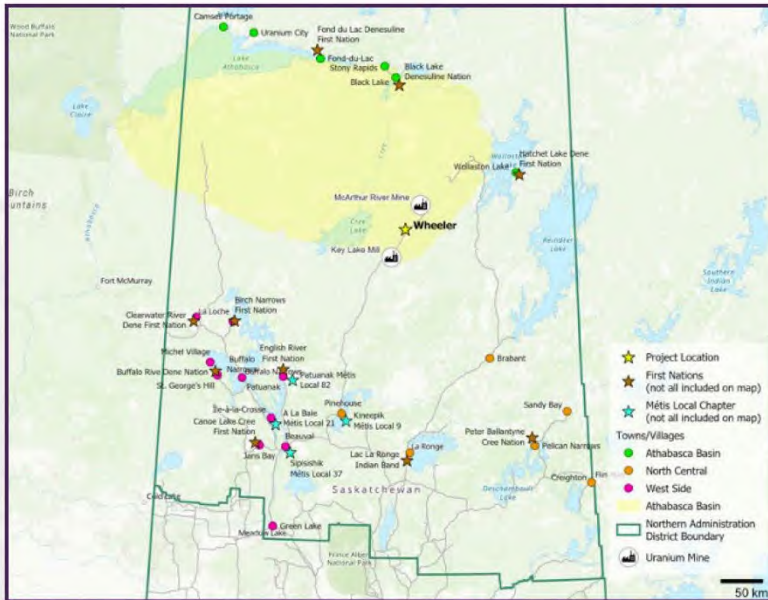 Wood Buffalo
National Park
Camsell Portage
Uranium City
Fond du Lac Denesuline
First Nation
Lake
Athabasca
Fond-du-Lac
Stony Rapids
Black Lake
Denesuline Nation
Black Lake
Lake
Claire
Hatchet Lake Dene
First Nation
Wollaston Lake
Birch
Mountains
McArthur River Mine
Wheeler
Cree
Lake
Key Lake Mill
Reindeer
Lake
Southern
Indian
Lake
Fort McMurray
Birch Narrows
First Nation
La Loche
Clearwater River
Dene First Nation
Michel Village
Buffalo
Narrows
English River
First Nation
Buffalo Rive Dene Nation
Patuanak Métis
Local 82
St. George's Hill
Patuanak
Brabant
Île-à-la-Crosse
A La Baie
Métis Local 21
Pinehouse
Kineepik
Métis Local 9
Canoe Lake Cree
First Nation
Beauval
Jans Bay
Sipisishik
Métis Local 37
Lac La Ronge
Indian Band
La Ronge
Sandy Bay
Peter Ballantyne
Cree Nation
Pelican Narrows
Deschambault
Lake
Creighton
Flin
Cold Lake
Saskatchewan
Green Lake
Meadow Lake
Prince Albert
National
Park
Project Location
First Nations
(not all included on map)
Métis Local Chapter
(not all included on map)
Towns/Villages
Athabasca Basin
North Central
West Side
Athabasca Basin
Northern Administration
District Boundary
Uranium Mine
50 km